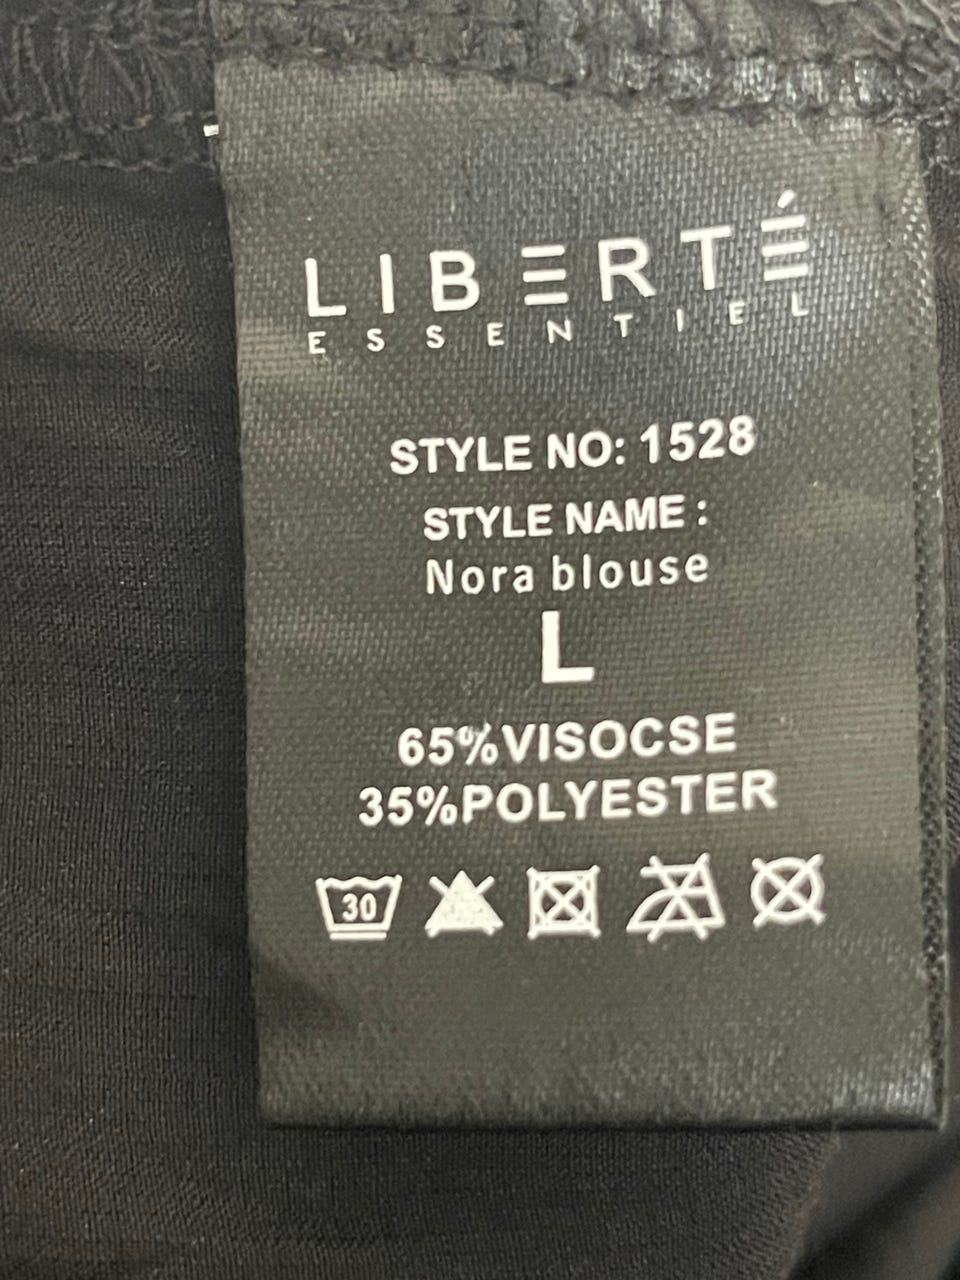 LIBERTÉ
ESSENTIEL
STYLE NO: 1528
STYLE NAME :
Nora blouse
L
65%VISOCSE
35%POLYESTER
30